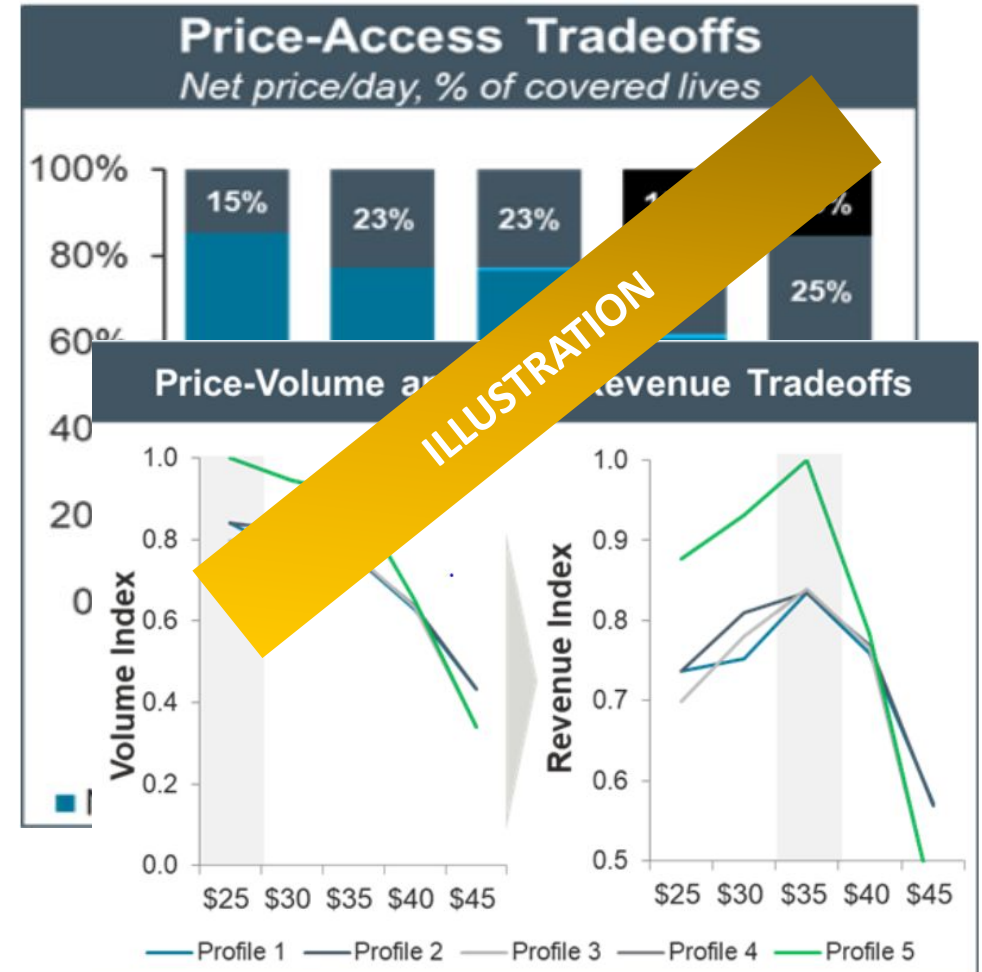 Price-Access Tradeoffs
Net price/day, % of covered lives
100%
80%
60%
40
20
0
15%
23%
23%
25%
ILLUSTRATION
Price-Volume
Revenue Tradeoffs
Volume Index
1.0
0.8
0.6
0.4
0.2
0.0
$25 $30 $35 $40 $45
Revenue Index
1.0
0.9
0.8
0.7
0.6
0.5
$25 $30 $35 $40 $45
Profile 1 Profile 2 Profile 3 Profile 4 Profile 5